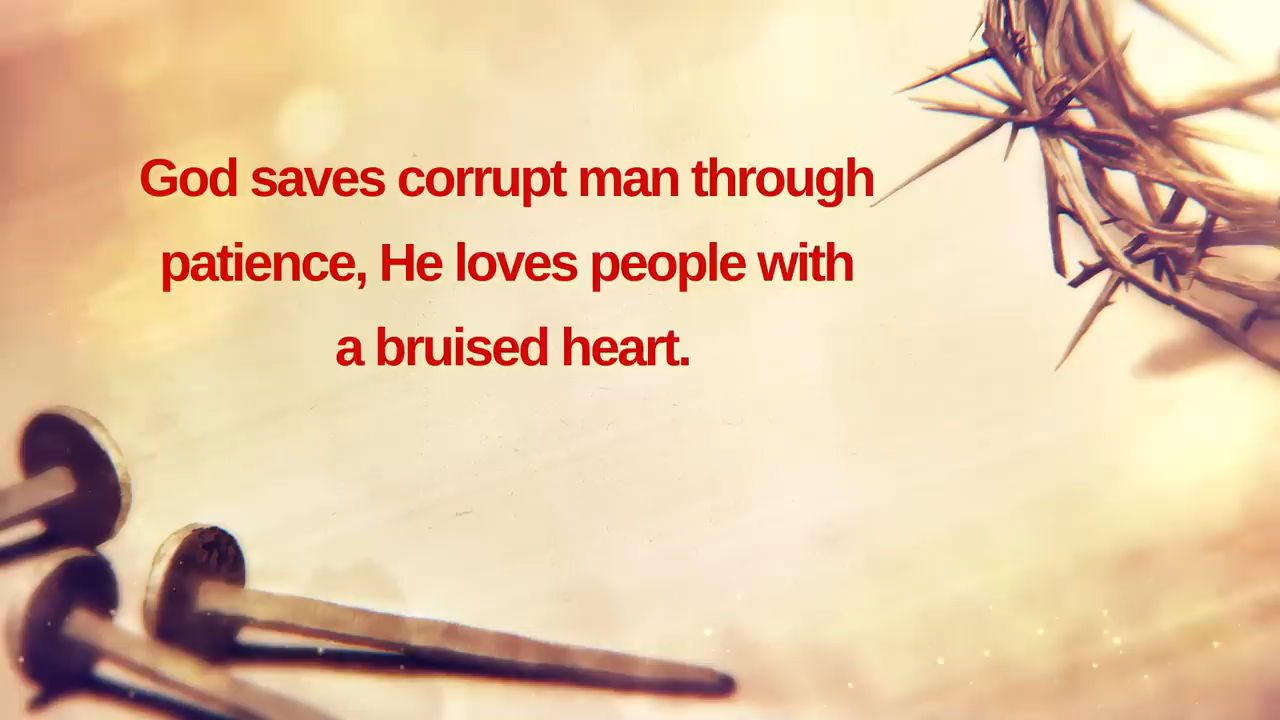 God saves corrupt man through
patience, He loves people with
a bruised heart.